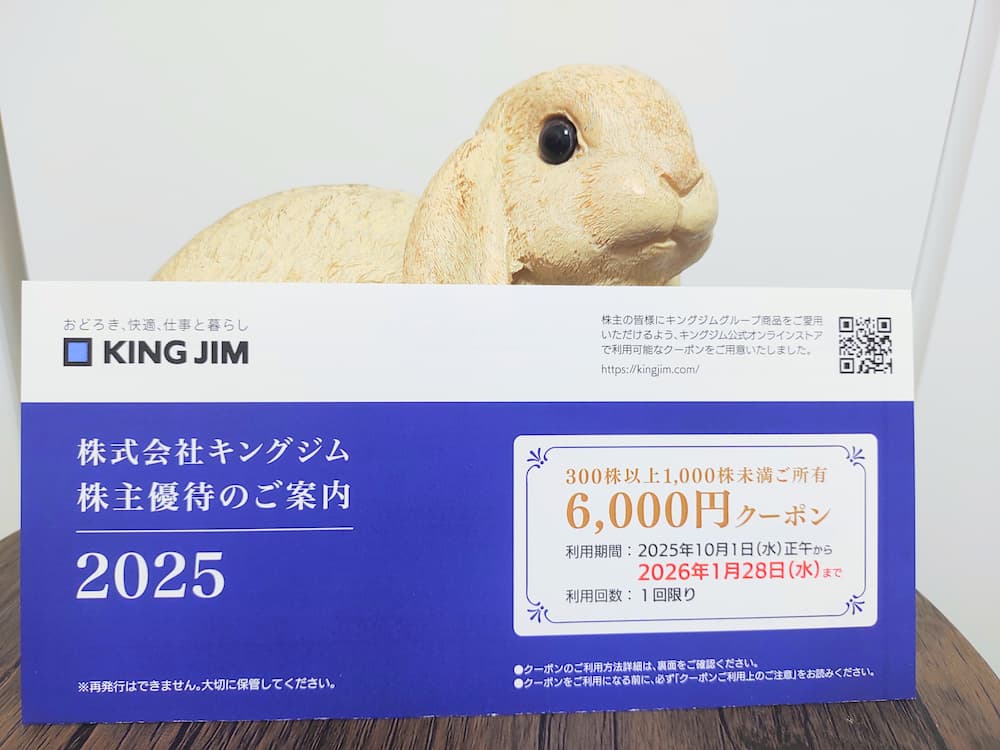 おどろき、快適、仕事と暮らし
KING JIM
株主の皆様にキングジムグループ商品をご愛用
いただけるよう、キングジム公式オンラインストア
で利用可能なクーポンをご用意いたしました。
https://kingjim.com/
株式会社キングジム
株主優待のご案内
2025
※再発行はできません。大切に保管してください。
300株以上1,000株未満ご所有
6,000円クーポン
利用期間：2025年10月1日(水)正午から
2026年1月28日(水)まで
利用回数：1回限り
●クーポンのご利用方法詳細は、裏面をご確認ください。
●クーポンをご利用になる前に、必ず「クーポンご利用上のご注意」をお読みください。